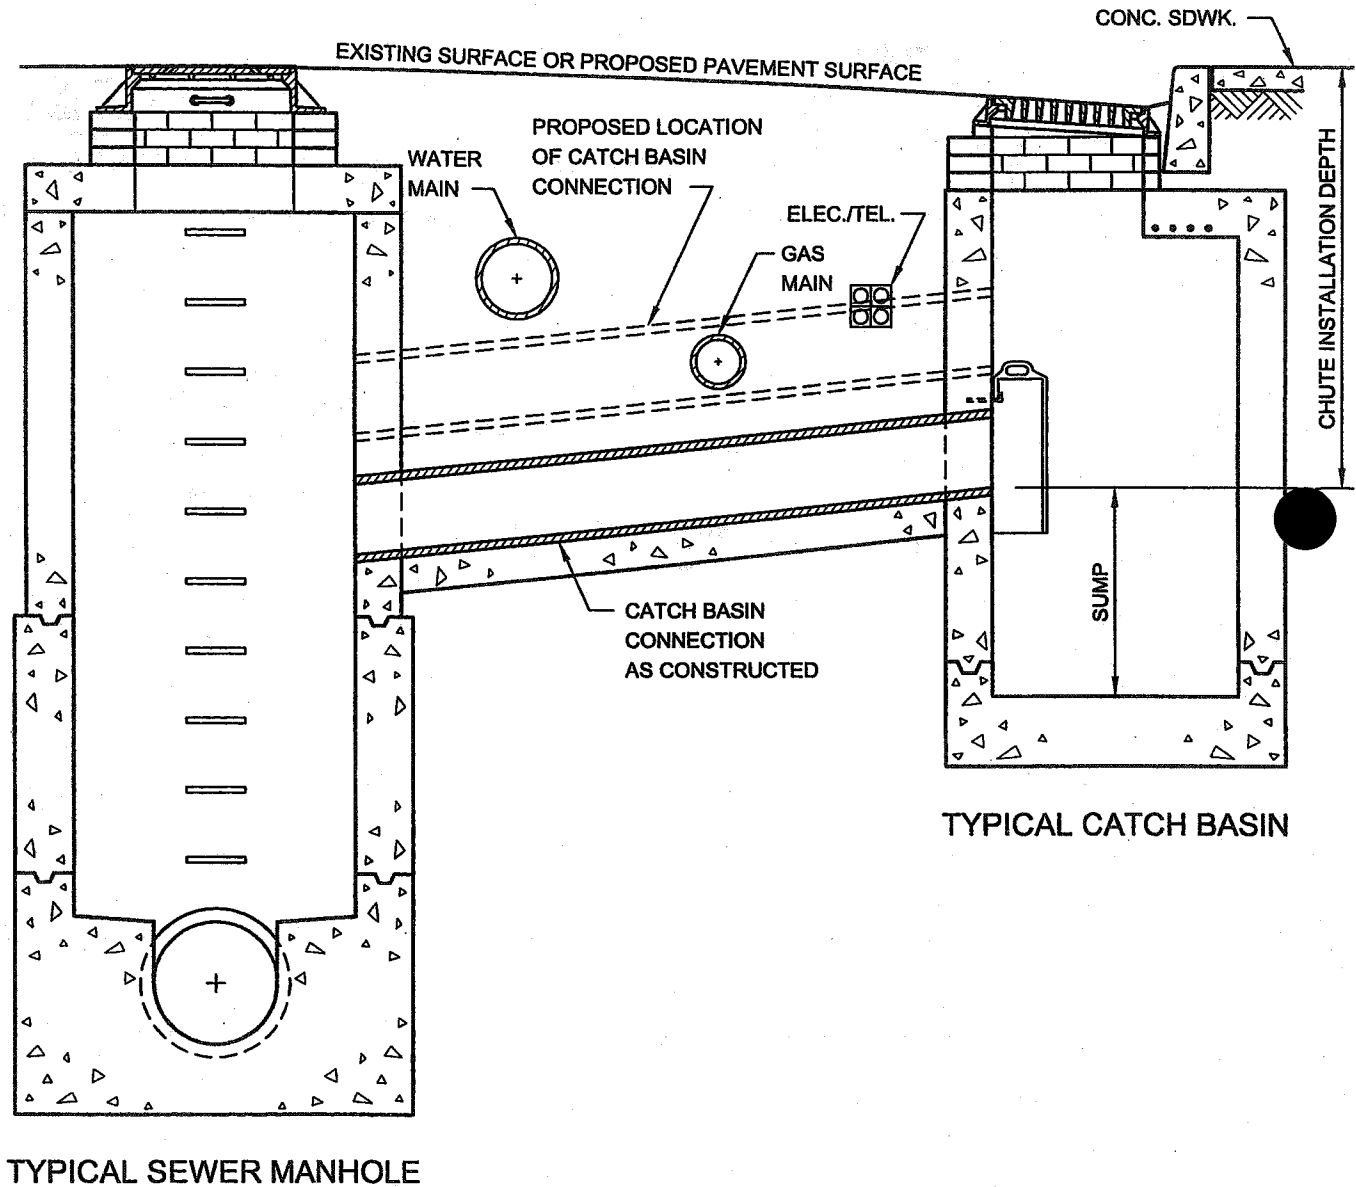 CONC. SDWK.
EXISTING SURFACE OR PROPOSED PAVEMENT SURFACE
PROPOSED LOCATION
OF CATCH BASIN
CONNECTION
WATER
MAIN
ELEC./TEL.
GAS
MAIN
CHUTE INSTALLATION DEPTH
SUMP
CATCH BASIN
CONNECTION
AS CONSTRUCTED
TYPICAL CATCH BASIN
TYPICAL SEWER MANHOLE